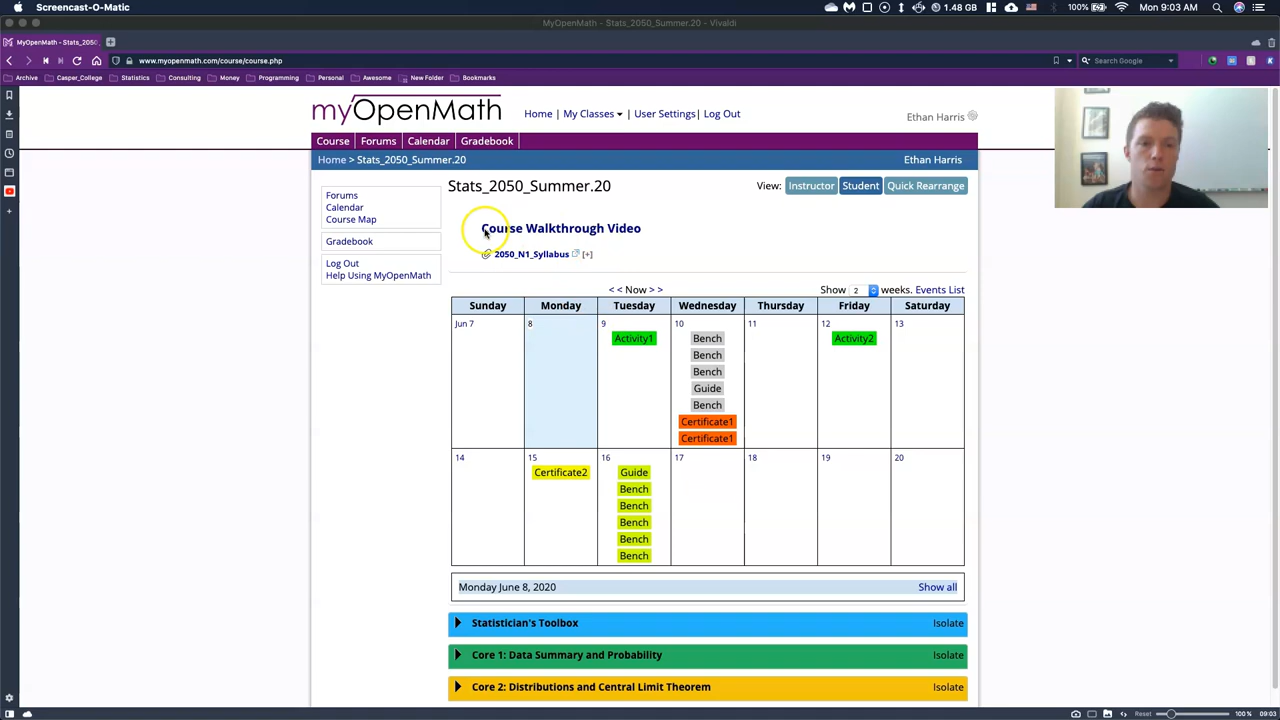 Screencast-O-Matic
1.48 GB
100%
Mon 9:03 AM
MyOpenMath - Stats_2050_Summer.20 - Vivaldi
MyOpenMath - Stats_2050_
www.myopenmath.com/course/course.php
Search Google
Archive Casper_College Statistics Consulting Money Programming Personal Awesome New Folder Bookmarks
myOPENMATH
Home | My Classes | User Settings | Log Out
Ethan Harris
Course Forums Calendar Gradebook
Home > Stats_2050_Summer.20
Ethan Harris
Forums
Calendar
Course Map
Gradebook
Log Out
Help Using MyOpenMath
Stats_2050_Summer.20
View: Instructor Student Quick Rearrange
Course Walkthrough Video
2050_N1_Syllabus [+]
< < Now > >
Show 2 weeks. Events List
Sunday Monday Tuesday Wednesday Thursday Friday Saturday
Jun 7 8 9 10 11 12 13
Activity1 Bench Activity2
Bench
Bench
Guide
Bench
Certificate1
Certificate1
14 15 16 17 18 19 20
Certificate2 Guide
Bench
Bench
Bench
Bench
Bench
Monday June 8, 2020 Show all
Statistician's Toolbox Isolate
Core 1: Data Summary and Probability Isolate
Core 2: Distributions and Central Limit Theorem Isolate
Reset 100 % 09:03